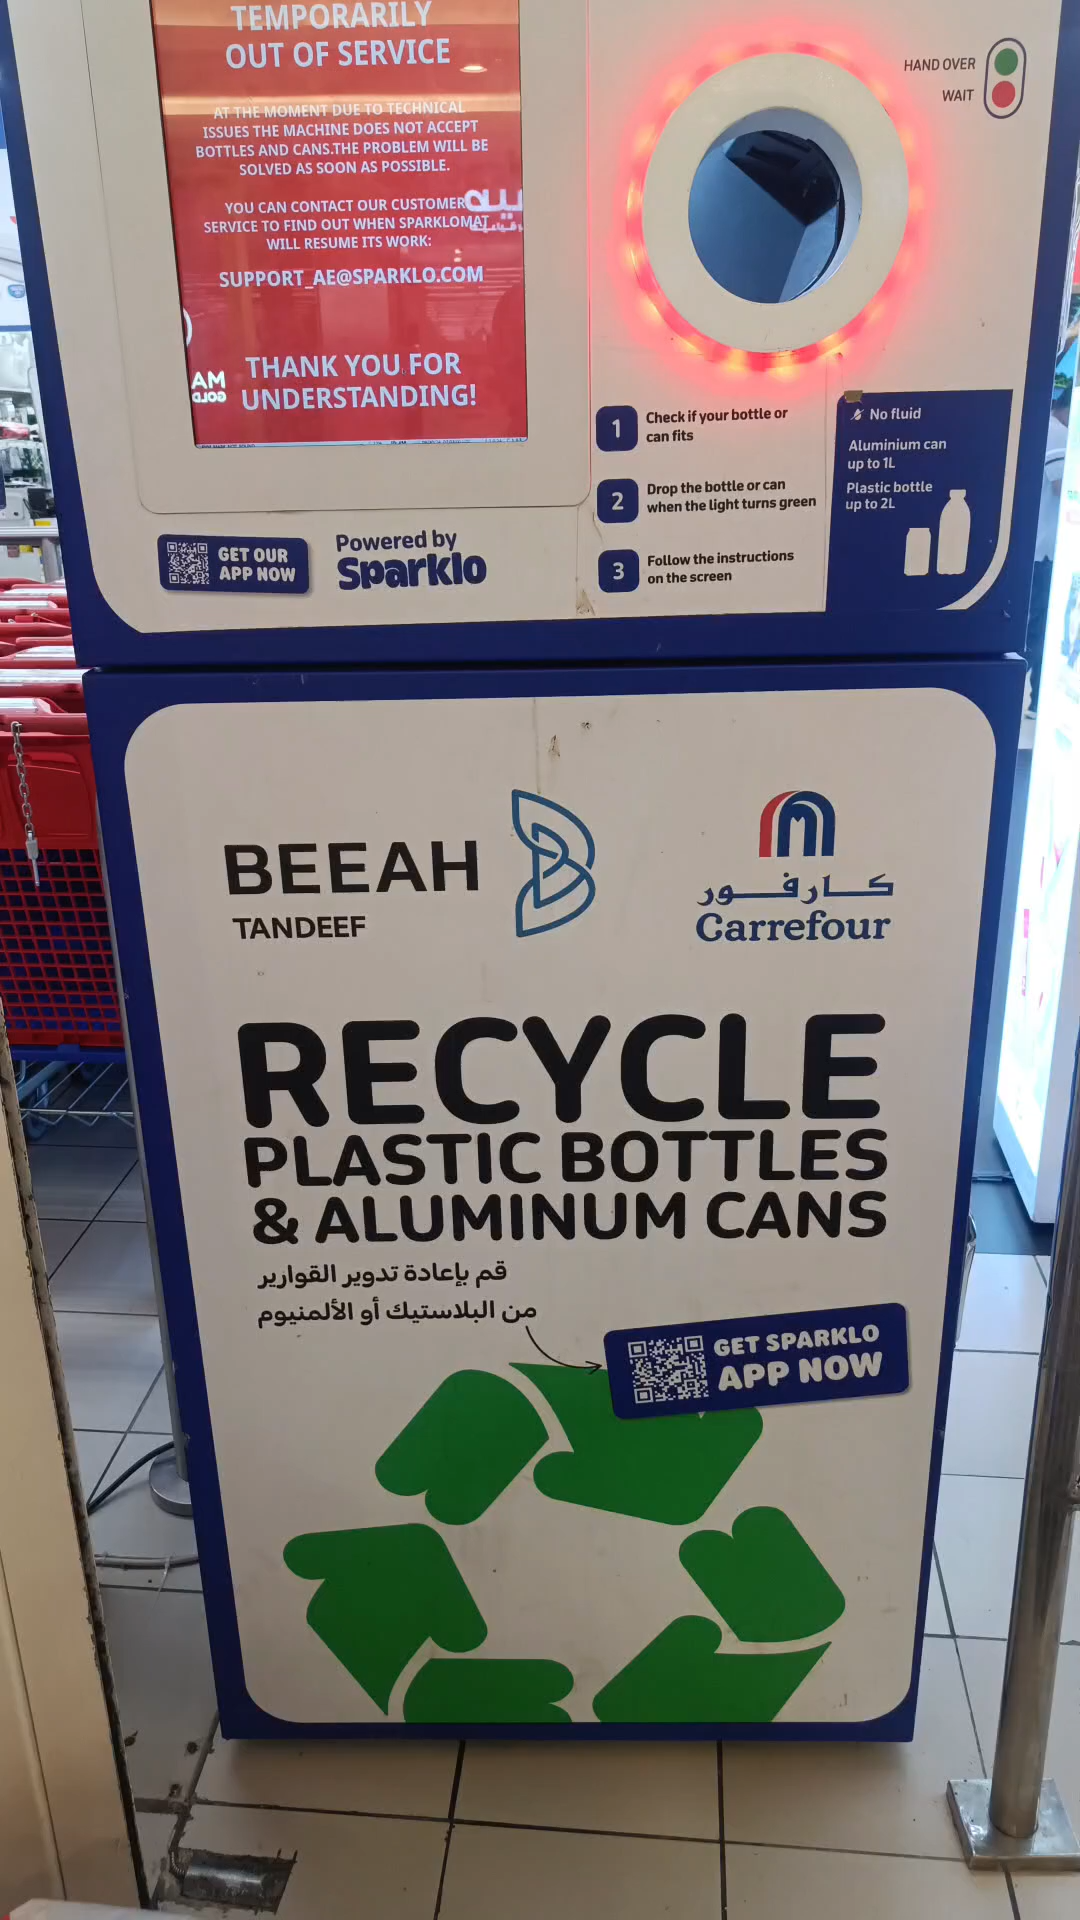 TEMPORARILY
OUT OF SERVICE
AT THE MOMENT DUE TO TECHNICAL
ISSUES THE MACHINE DOES NOT ACCEPT
BOTTLES AND CANS.THE PROBLEM WILL BE
SOLVED AS SOON AS POSSIBLE.
YOU CAN CONTACT OUR CUSTOMER
SERVICE TO FIND OUT WHEN SPARKLOMAT
WILL RESUME ITS WORK:
SUPPORT_AE@SPARKLO.COM
THANK YOU FOR
UNDERSTANDING!
HAND OVER
WAIT
1 Check if your bottle or
can fits
2 Drop the bottle or can
when the light turns green
3 Follow the instructions
on the screen
No fluid
Aluminium can
up to 1L
Plastic bottle
up to 2L
GET OUR
APP NOW
Powered by
Sparklo
BEEAH
TANDEEF
كارفور
Carrefour
RECYCLE
PLASTIC BOTTLES
& ALUMINUM CANS
قم بإعادة تدوير القوارير
من البلاستيك أو الألمنيوم
GET SPARKLO
APP NOW